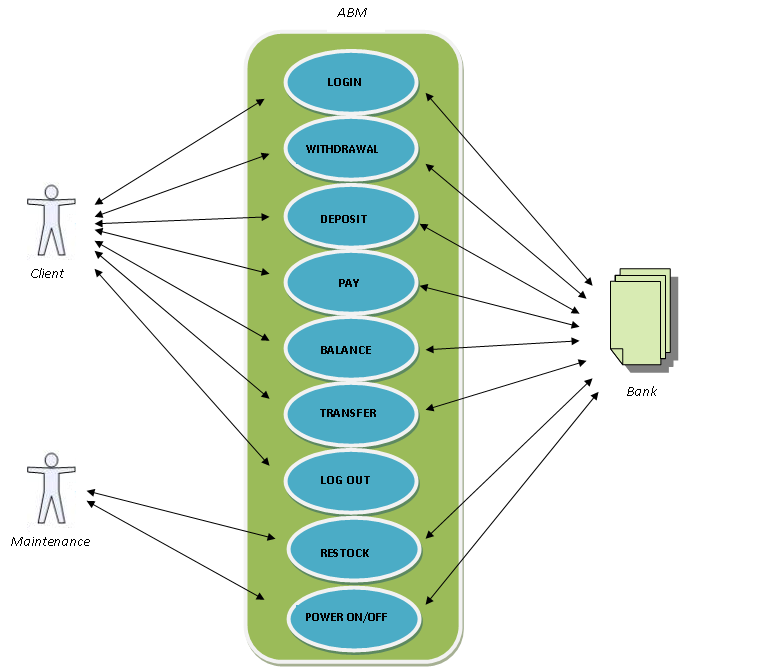 ABM
LOGIN
WITHDRAWAL
DEPOSIT
PAY
BALANCE
TRANSFER
LOG OUT
RESTOCK
POWER ON/OFF
Client
Maintenance
Bank